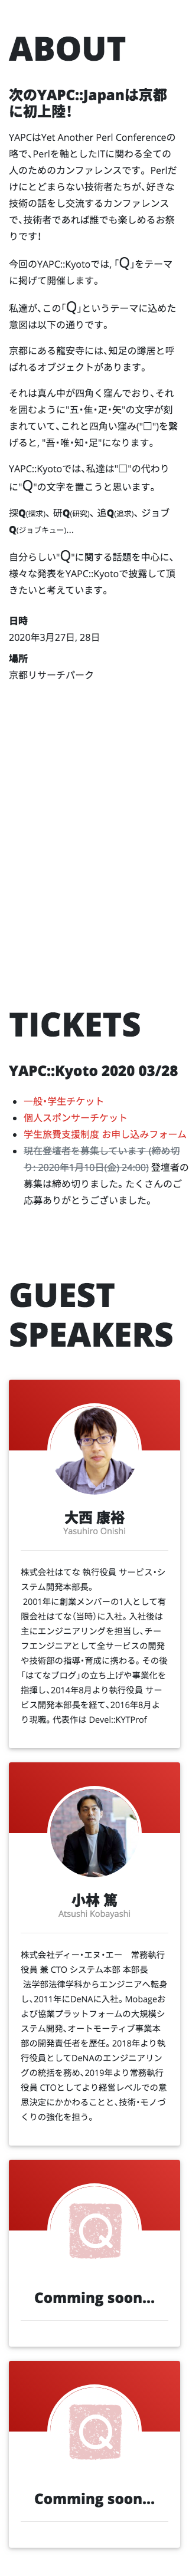 ABOUT
次のYAPC::Japanは京都
に初上陸！
YAPCはYet Another Perl Conferenceの
略で、Perlを軸としたITに関わる全ての
人のためのカンファレンスです。 Perlだ
けにとどまらない技術者たちが、好きな
技術の話をし交流するカンファレンス
で、技術者であれば誰でも楽しめるお祭
りです！
今回のYAPC::Kyotoでは, 「Q」をテーマ
に掲げて開催します。
私達が、この「Q」というテーマに込めた
意図は以下の通りです。
京都にある龍安寺には、知足の蹲居と呼
ばれるオブジェクトがあります。
それは真ん中が四角く窪んでおり、それ
を囲むように"五・隹・疋・矢"の文字が刻
まれていて、これと四角い窪み("□")を繋
げると, "吾・唯・知・足"になります。
YAPC::Kyotoでは、私達は"□"の代わり
に"Q"の文字を置こうと思います。
探Q(探求)、 研Q(研究)、 追Q(追求)、 ジョブ
Q(ジョブキュー)...
自分らしい"Q"に関する話題を中心に、
様々な発表をYAPC::Kyotoで披露して頂
きたいと考えています。
日時
2020年3月27日, 28日
場所
京都リサーチパーク
TICKETS
YAPC::Kyoto 2020 03/28
一般・学生チケット
個人スポンサーチケット
学生旅費支援制度 お申し込みフォーム
現在登壇者を募集しています (締め切
り: 2020年1月10日(金) 24:00) 登壇者の
募集は締め切りました。 たくさんのご
応募ありがとうございました。
GUEST
SPEAKERS
大西 康裕
Yasuhiro Onishi
株式会社はてな 執行役員 サービス・シ
ステム開発本部長。
2001年に創業メンバーの1人として有
限会社はてな（当時）に入社。 入社後は
主にエンジニアリングを担当し、チー
フエンジニアとして全サービスの開発
や技術部の指導・育成に携わる。 その後
「はてなブログ」の立ち上げや事業化を
指揮し、2014年8月より執行役員 サー
ビス開発本部長を経て、2016年8月よ
り現職。 代表作は Devel::KYTProf
小林 篤
Atsushi Kobayashi
株式会社ディー・エヌ・エー　常務執行
役員 兼 CTO システム本部 本部長
法学部法律学科からエンジニアへ転身
し、2011年にDeNAに入社。 Mobageお
よび協業プラットフォームの大規模シ
ステム開発、オートモーティブ事業本
部の開発責任者を歴任。 2018年より執
行役員としてDeNAのエンジニアリン
グの統括を務め、2019年より常務執行
役員 CTOとしてより経営レベルでの意
思決定にかかわることと、技術・モノづ
くりの強化を担う。
Q
Comming soon...
Q
Comming soon...